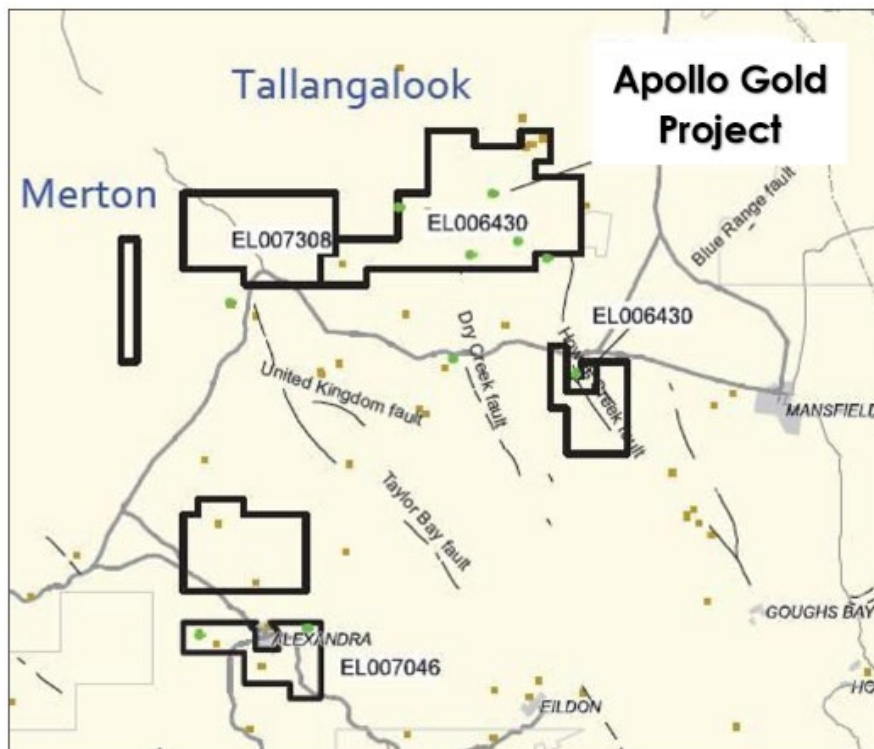 Tallangalook
Apollo Gold
Project
Merton
EL007308
EL006430
Blue Range fault
EL006430
Dry Creek fault
United Kingdom fault
MANSFIELD
Taylor Bay fault
GOUGHS BAY
ALEXANDRA
EL007046
EILDON